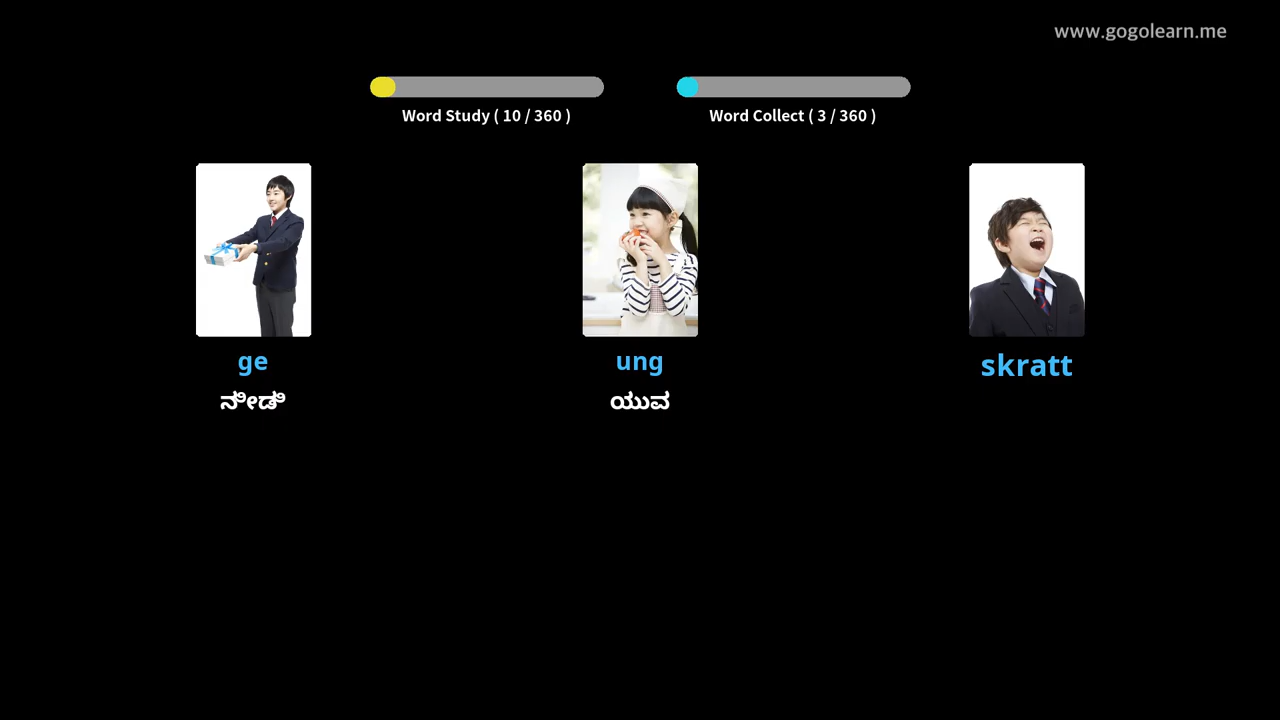 www.gogolearn.me
Word Study ( 10 / 360 )
Word Collect ( 3 / 360 )
ge
ung
skratt
ನೀಡಿ
ಯುವ